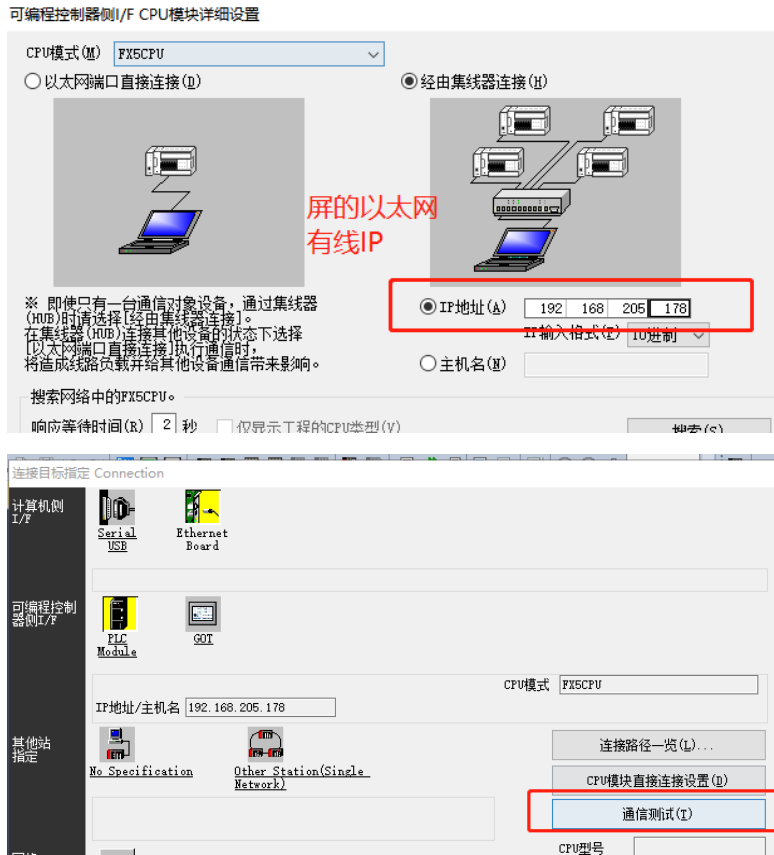 可编程控制器侧I/F CPU模块详细设置
CPU模式(M) FX5CPU
以太网端口直接连接(D)
经由集线器连接(H)
屏的以太网
有线IP
※ 即使只有一台通信对象设备，通过集线器
(HUB)时请选择[经由集线器连接]。
在集线器(HUB)连接其他设备的状态下选择
[以太网端口直接连接]执行通信时，
将造成线路负载并给其他设备通信带来影响。
IP地址(A) 192 168 205 178
IP输入格式(F) 10进制
主机名(N)
搜索网络中的FX5CPU。
响应等待时间(R) 2 秒 仅显示工程的CPU类型(V)
搜索(S)
连接目标指定 Connection
计算机侧
I/F
Serial
USB
Ethernet
Board
可编程控制
器侧I/F
PLC
Module
GOT
CPU模式 FX5CPU
IP地址/主机名 192.168.205.178
其他站
指定
No Specification
Other Station(Single
Network)
连接路径一览(L)...
CPU模块直接连接设置(D)
通信测试(T)
CPU型号